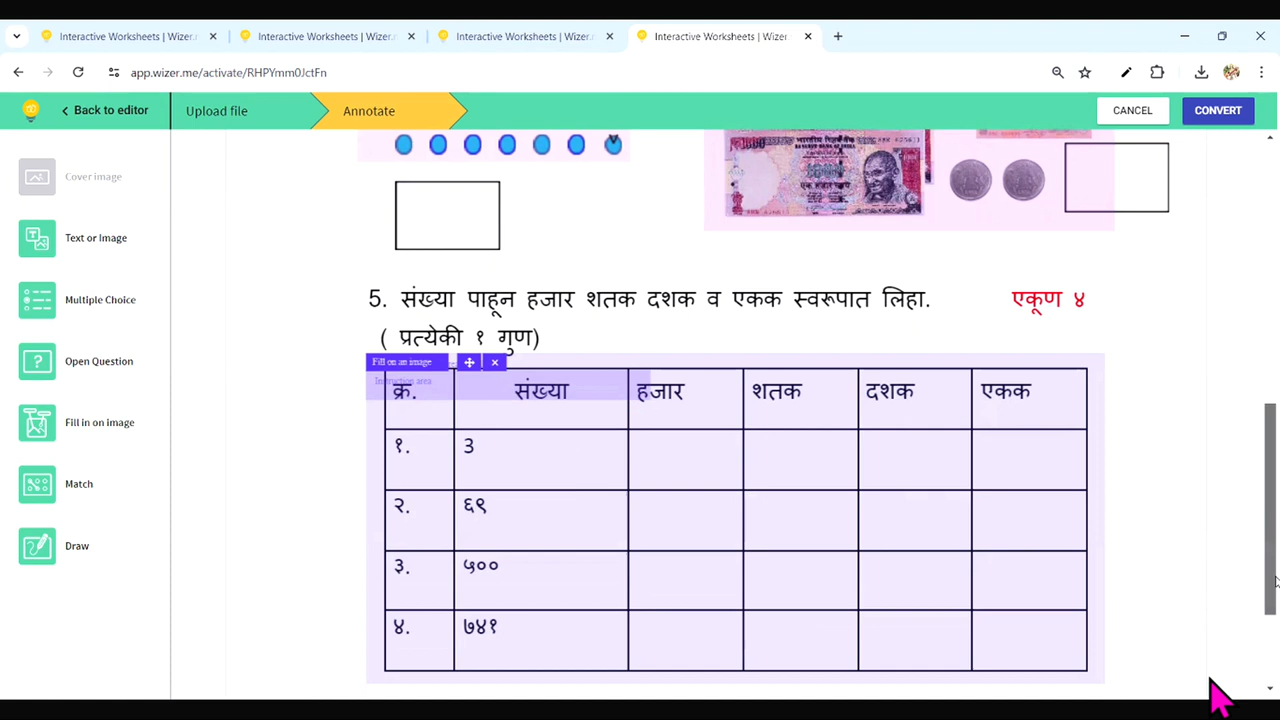 Interactive Worksheets | Wizer.
Interactive Worksheets | Wizer.
Interactive Worksheets | Wizer.
Interactive Worksheets | Wizer
app.wizer.me/activate/RHPYmm0JctFn
Back to editor
Upload file
Annotate
CANCEL
CONVERT
Cover image
Text or Image
Multiple Choice
Open Question
Fill in on image
Match
Draw
5. संख्या पाहून हजार शतक दशक व एकक स्वरूपात लिहा. एकूण ४
( प्रत्येकी १ गुण)
Fill on an image
Instruction area
क्र. संख्या हजार शतक दशक एकक
१. 3
२. ६९
३. ५००
४. ७४१